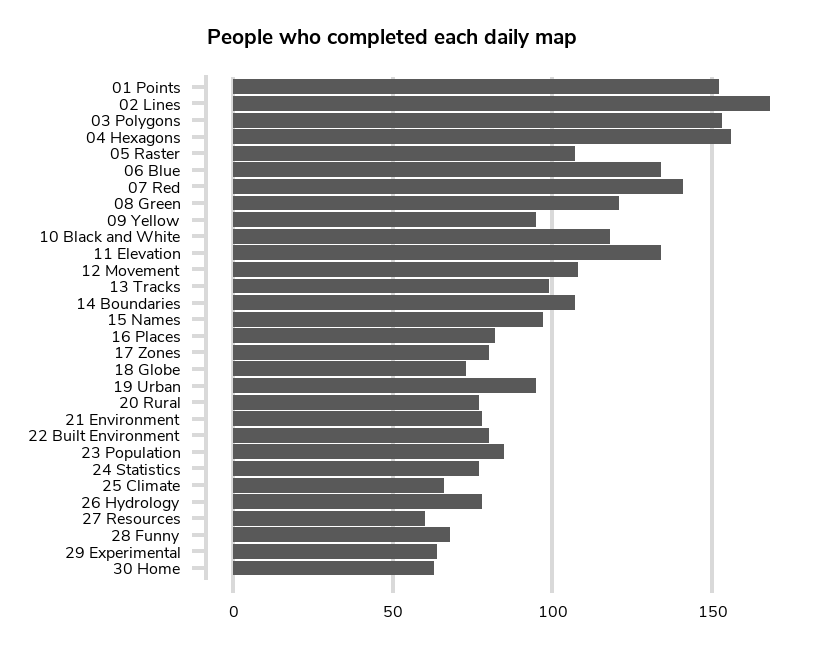 People who completed each daily map
01 Points
02 Lines
03 Polygons
04 Hexagons
05 Raster
06 Blue
07 Red
08 Green
09 Yellow
10 Black and White
11 Elevation
12 Movement
13 Tracks
14 Boundaries
15 Names
16 Places
17 Zones
18 Globe
19 Urban
20 Rural
21 Environment
22 Built Environment
23 Population
24 Statistics
25 Climate
26 Hydrology
27 Resources
28 Funny
29 Experimental
30 Home
0 50 100 150